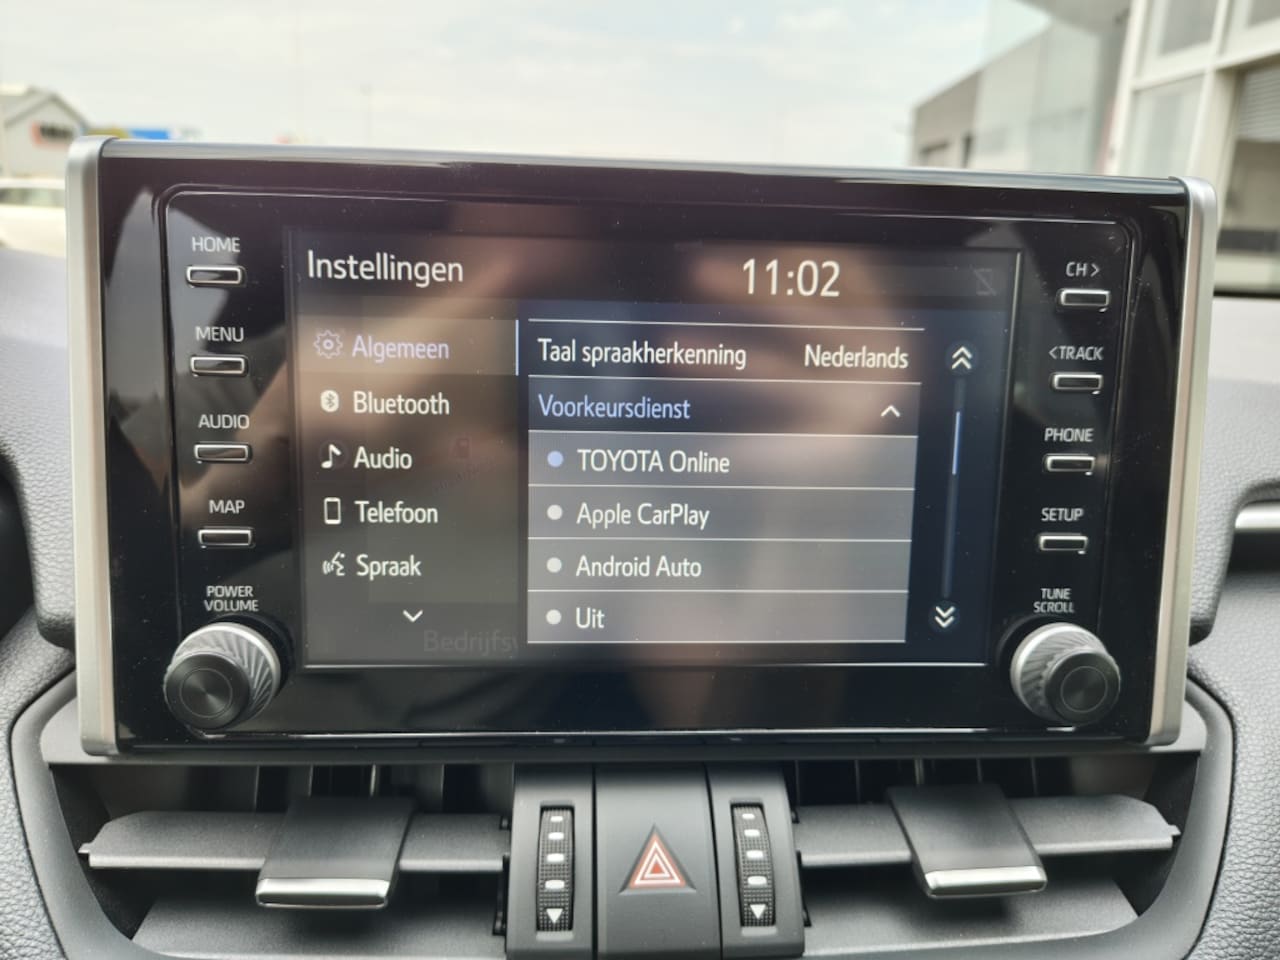 HOME
MENU
AUDIO
MAP
POWER
VOLUME
Instellingen
11:02
Algemeen
Bluetooth
Audio
Telefoon
Spraak
Taal spraakherkenning Nederlands
Voorkeursdienst
TOYOTA Online
Apple CarPlay
Android Auto
Uit
CH >
< TRACK
PHONE
SETUP
TUNE
SCROLL